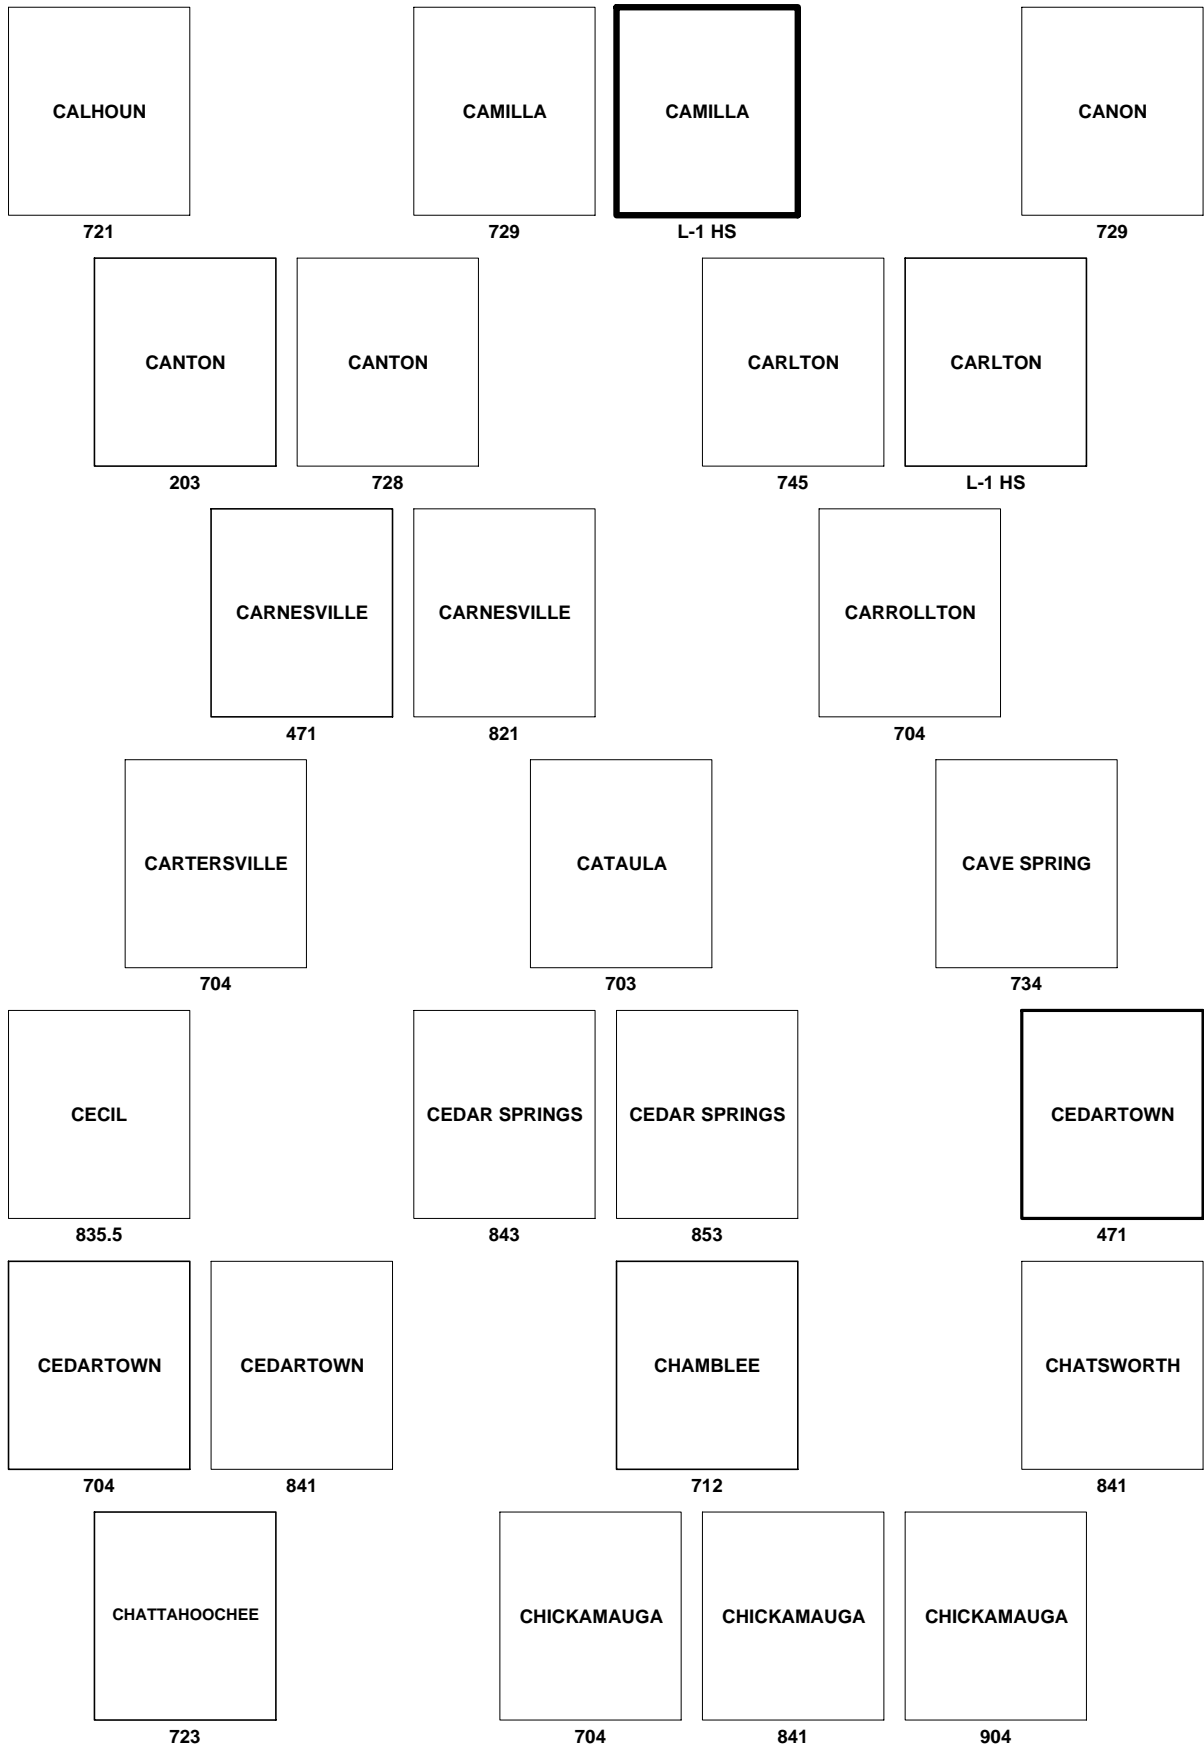 CALHOUN
CAMILLA
CAMILLA
CANON
721
729
L-1 HS
729
CANTON
CANTON
CARLTON
CARLTON
203
728
745
L-1 HS
CARNESVILLE
CARNESVILLE
CARROLLTON
471
821
704
CARTERSVILLE
CATAULA
CAVE SPRING
704
703
734
CECIL
CEDAR SPRINGS
CEDAR SPRINGS
CEDARTOWN
835.5
843
853
471
CEDARTOWN
CEDARTOWN
CHAMBLEE
CHATSWORTH
704
841
712
841
CHATTAHOOCHEE
CHICKAMAUGA
CHICKAMAUGA
CHICKAMAUGA
723
704
841
904